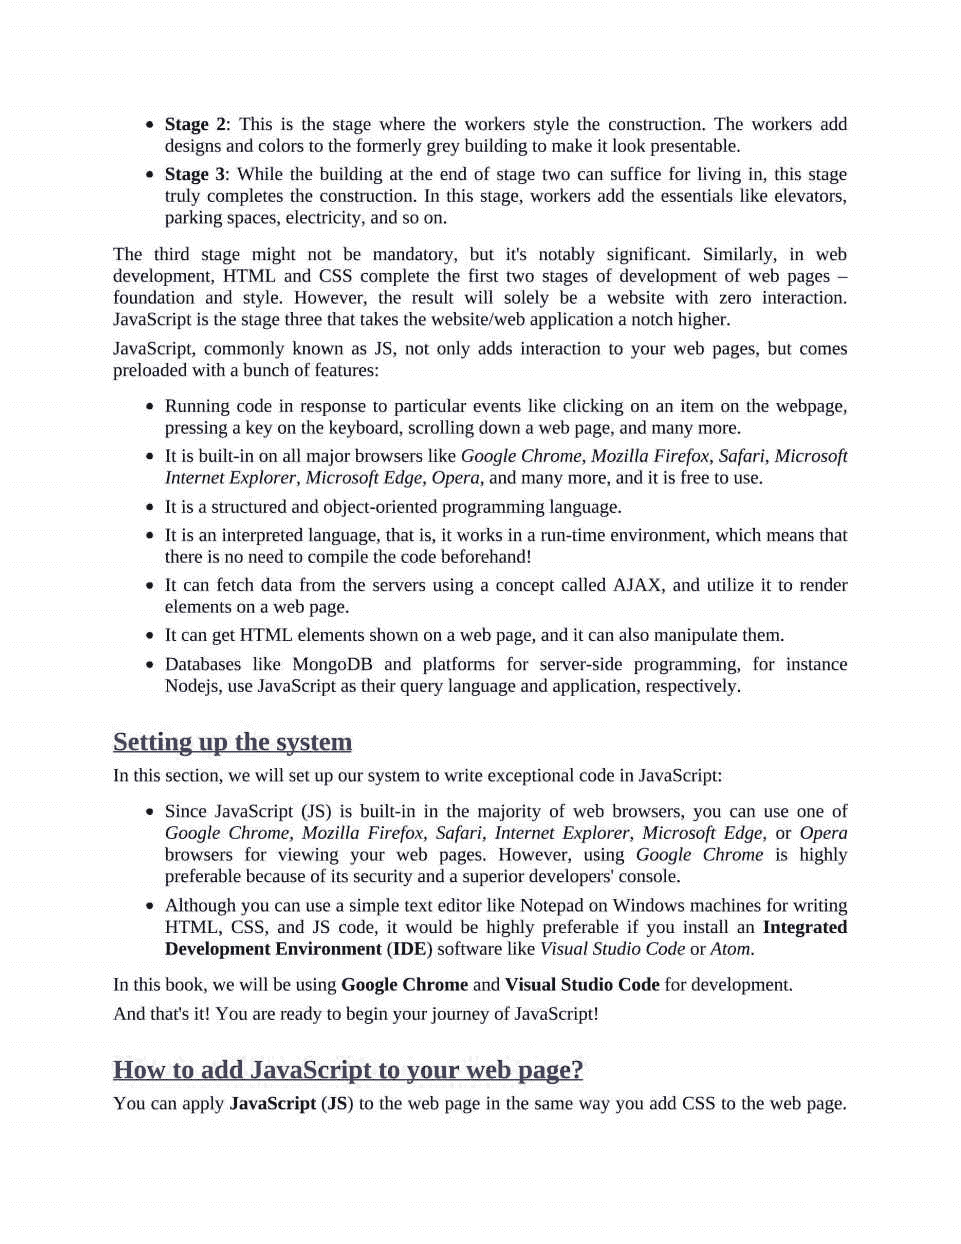 • Stage 2: This is the stage where the workers style the construction. The workers add
designs and colors to the formerly grey building to make it look presentable.
• Stage 3: While the building at the end of stage two can suffice for living in, this stage
truly completes the construction. In this stage, workers add the essentials like elevators,
parking spaces, electricity, and so on.
The third stage might not be mandatory, but it's notably significant. Similarly, in web
development, HTML and CSS complete the first two stages of development of web pages –
foundation and style. However, the result will solely be a website with zero interaction.
JavaScript is the stage three that takes the website/web application a notch higher.
JavaScript, commonly known as JS, not only adds interaction to your web pages, but comes
preloaded with a bunch of features:
• Running code in response to particular events like clicking on an item on the webpage,
pressing a key on the keyboard, scrolling down a web page, and many more.
• It is built-in on all major browsers like Google Chrome, Mozilla Firefox, Safari, Microsoft
Internet Explorer, Microsoft Edge, Opera, and many more, and it is free to use.
• It is a structured and object-oriented programming language.
• It is an interpreted language, that is, it works in a run-time environment, which means that
there is no need to compile the code beforehand!
• It can fetch data from the servers using a concept called AJAX, and utilize it to render
elements on a web page.
• It can get HTML elements shown on a web page, and it can also manipulate them.
• Databases like MongoDB and platforms for server-side programming, for instance
Nodejs, use JavaScript as their query language and application, respectively.
Setting up the system
In this section, we will set up our system to write exceptional code in JavaScript:
• Since JavaScript (JS) is built-in in the majority of web browsers, you can use one of
Google Chrome, Mozilla Firefox, Safari, Internet Explorer, Microsoft Edge, or Opera
browsers for viewing your web pages. However, using Google Chrome is highly
preferable because of its security and a superior developers' console.
• Although you can use a simple text editor like Notepad on Windows machines for writing
HTML, CSS, and JS code, it would be highly preferable if you install an Integrated
Development Environment (IDE) software like Visual Studio Code or Atom.
In this book, we will be using Google Chrome and Visual Studio Code for development.
And that's it! You are ready to begin your journey of JavaScript!
How to add JavaScript to your web page?
You can apply JavaScript (JS) to the web page in the same way you add CSS to the web page.